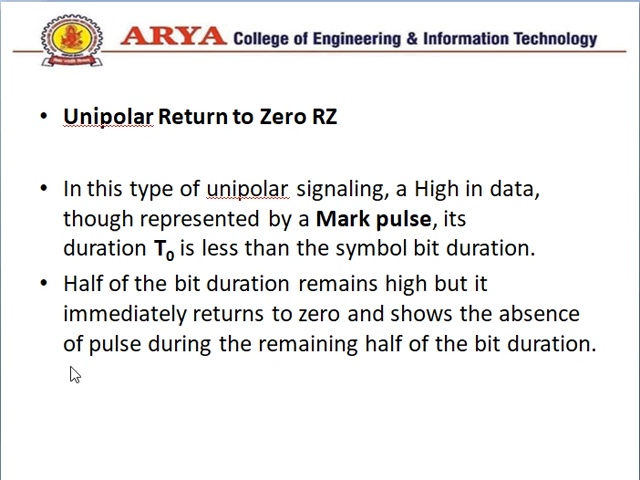 ARYA College of Engineering & Information Technology
• Unipolar Return to Zero RZ
• In this type of unipolar signaling, a High in data,
though represented by a Mark pulse, its
duration T0 is less than the symbol bit duration.
• Half of the bit duration remains high but it
immediately returns to zero and shows the absence
of pulse during the remaining half of the bit duration.